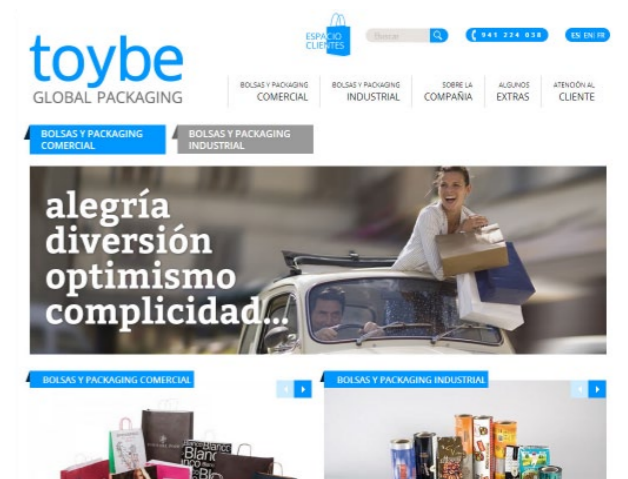 ESPACIO
CLIENTES
Buscar
941 224 038
ES EN FR
toybe
GLOBAL PACKAGING
BOLSAS Y PACKAGING
COMERCIAL
BOLSAS Y PACKAGING
INDUSTRIAL
SOBRE LA
COMPAÑIA
ALGUNOS
EXTRAS
ATENCIÓN AL
CLIENTE
BOLSAS Y PACKAGING
COMERCIAL
BOLSAS Y PACKAGING
INDUSTRIAL
alegría
diversión
optimismo
complicidad...
BOLSAS Y PACKAGING COMERCIAL
BOLSAS Y PACKAGING INDUSTRIAL
Blanco